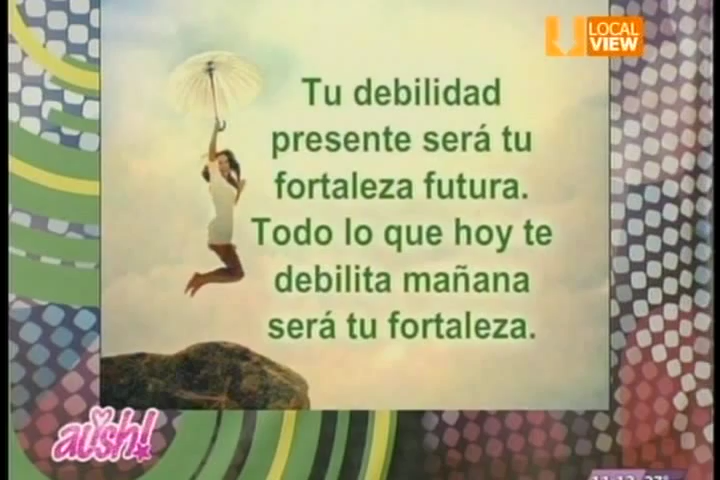 LOCAL
VIEW
Tu debilidad
presente será tu
fortaleza futura.
Todo lo que hoy te
debilita mañana
será tu fortaleza.
aush!